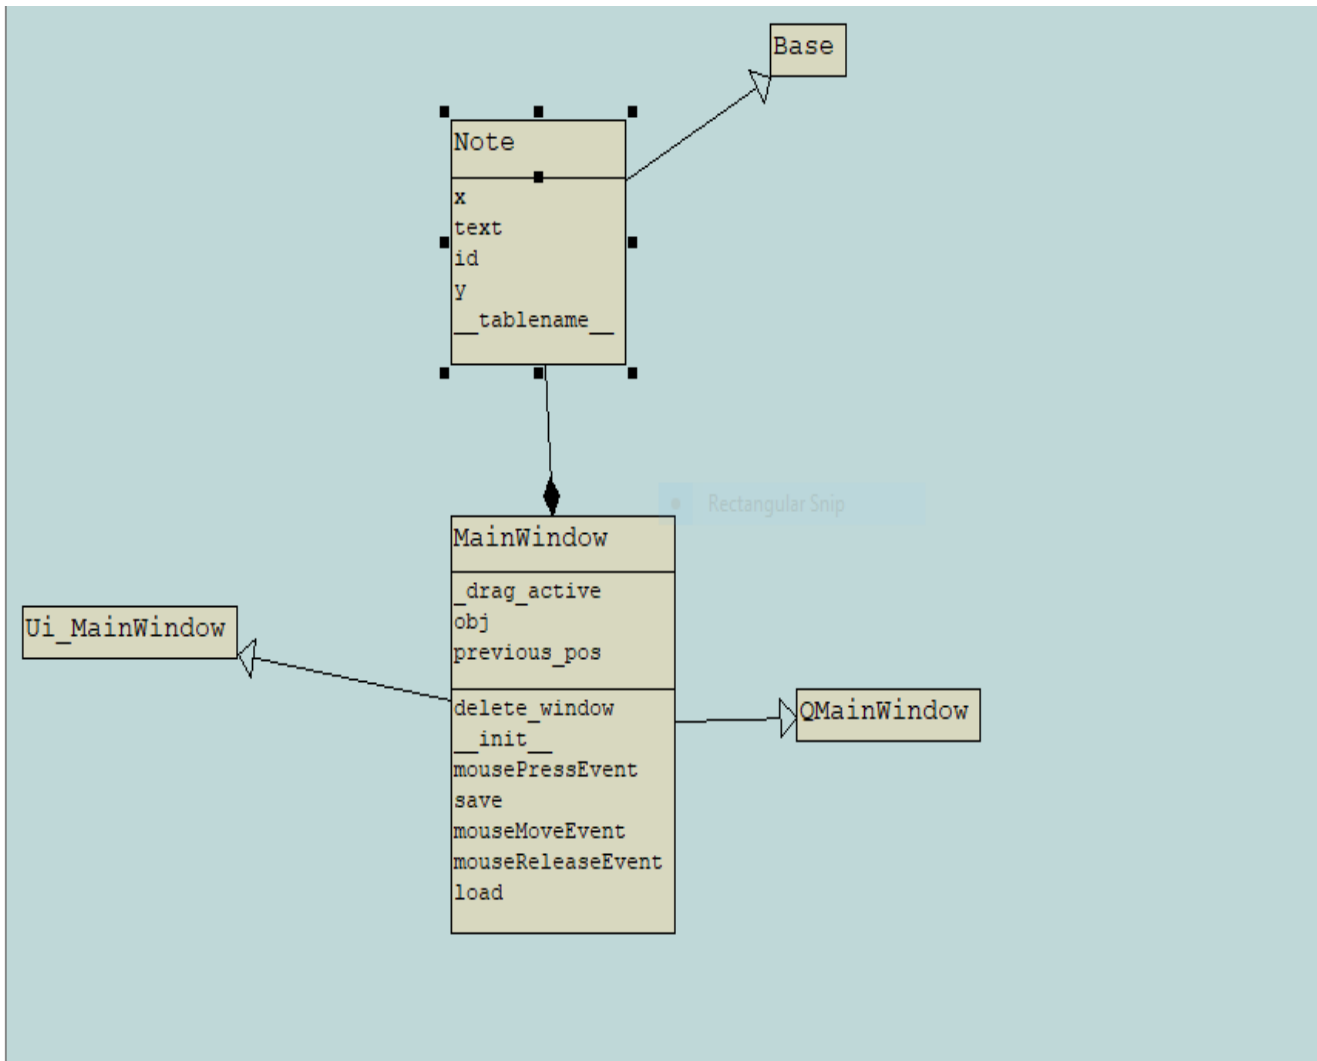 Base
Note
x
text
id
y
__tablename__
Rectangular Snip
MainWindow
_drag_active
obj
previous_pos
Ui_MainWindow
delete_window
__init__
mousePressEvent
save
mouseMoveEvent
mouseReleaseEvent
load
QMainWindow